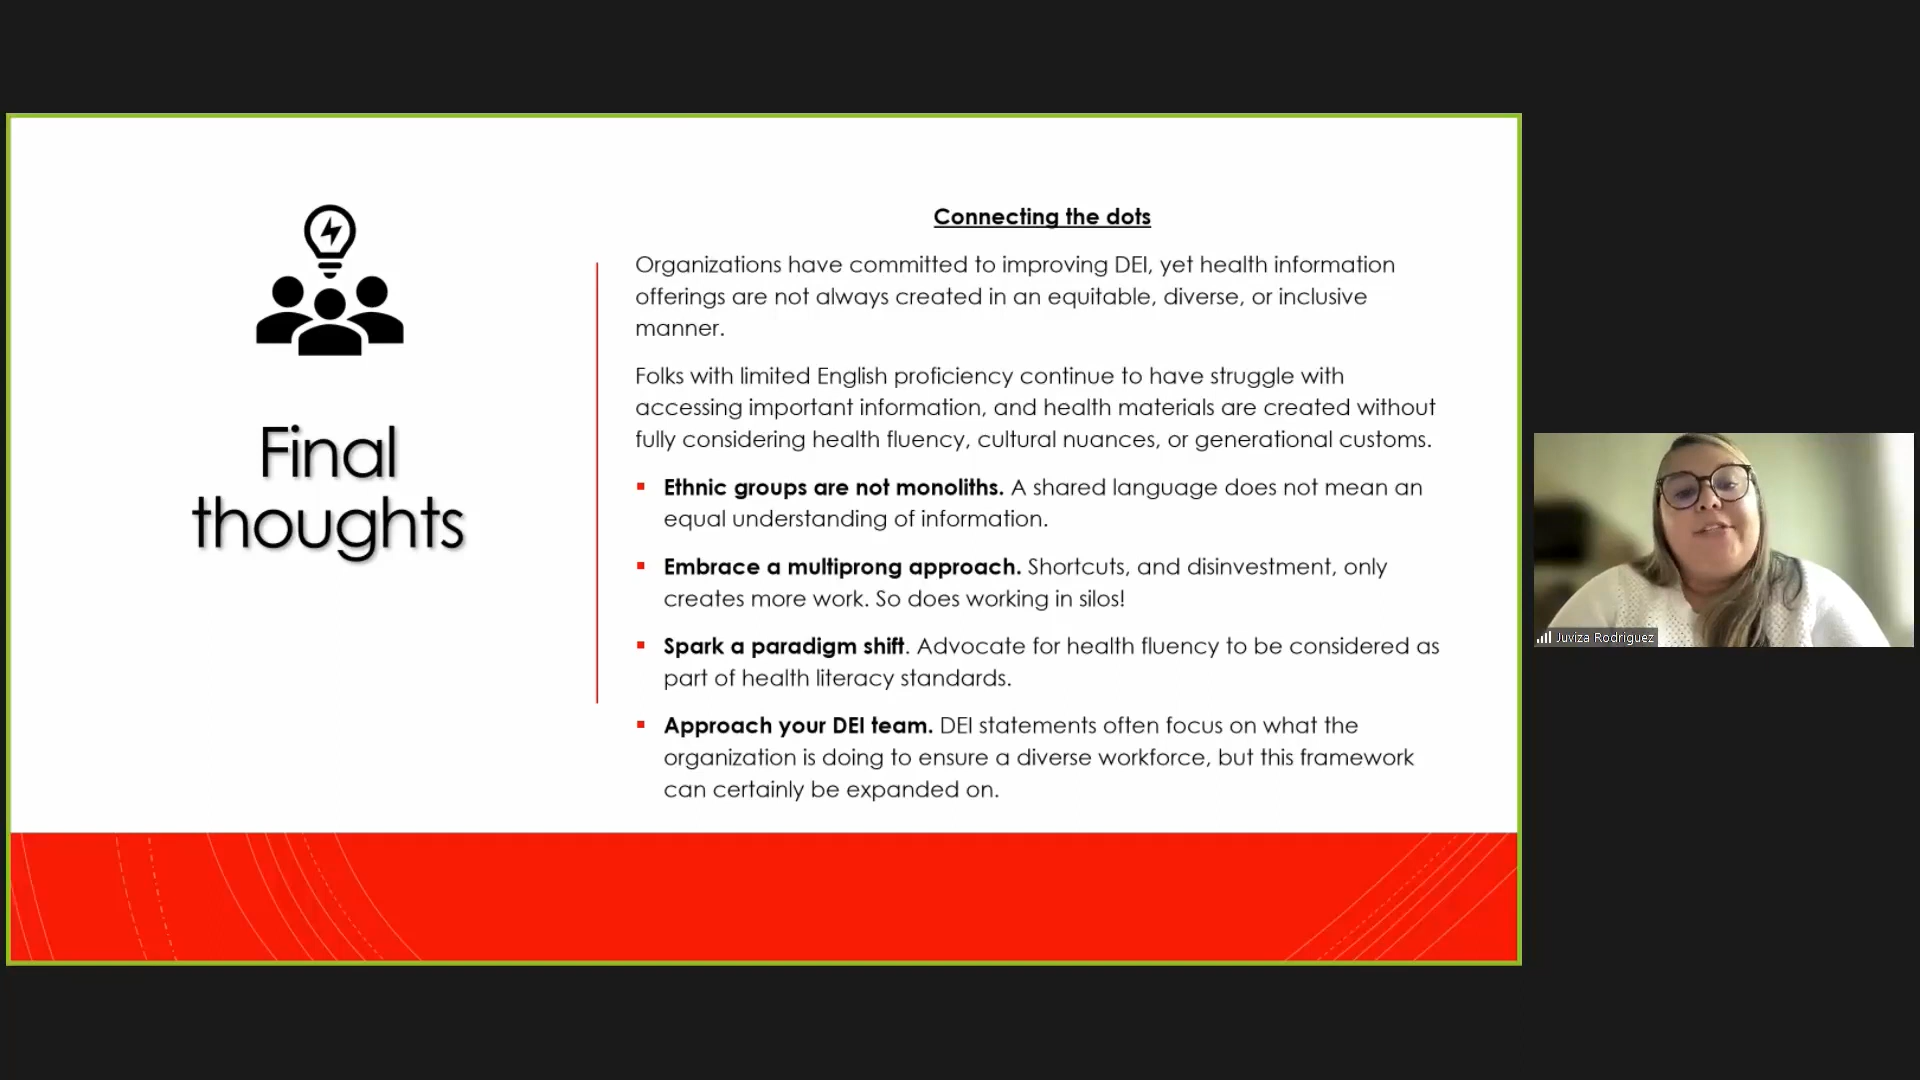 Final
thoughts
Connecting the dots
Organizations have committed to improving DEI, yet health information
offerings are not always created in an equitable, diverse, or inclusive
manner.
Folks with limited English proficiency continue to have struggle with
accessing important information, and health materials are created without
fully considering health fluency, cultural nuances, or generational customs.
Ethnic groups are not monoliths. A shared language does not mean an
equal understanding of information.
Embrace a multiprong approach. Shortcuts, and disinvestment, only
creates more work. So does working in silos!
Spark a paradigm shift. Advocate for health fluency to be considered as
part of health literacy standards.
Approach your DEI team. DEI statements often focus on what the
organization is doing to ensure a diverse workforce, but this framework
can certainly be expanded on.
Juviza Rodriguez